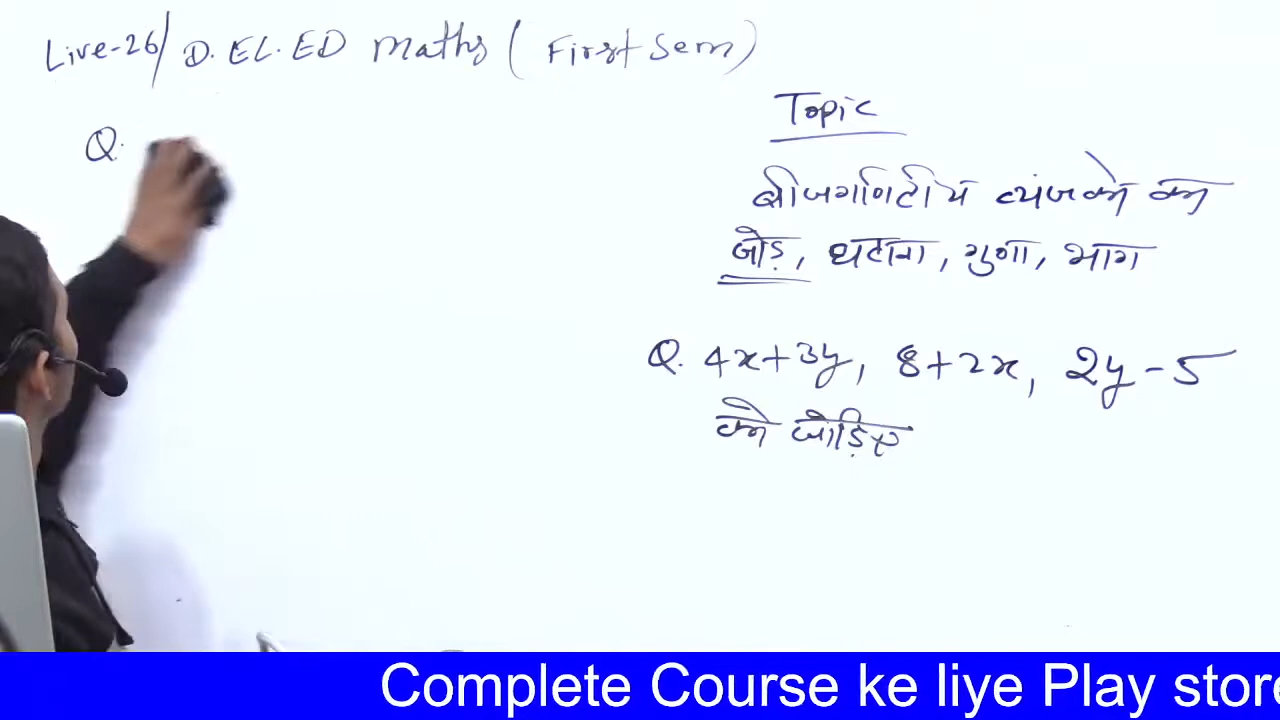 Live-26/ D.EL.ED Maths (First Sem)
Topic
बीजगणितीय व्यंजको का
जोड़, घटाना, गुणा, भाग
Q.
Q. 4x+3y, 8+2x, 2y-5
को जोड़िए
Complete Course ke liye Play store